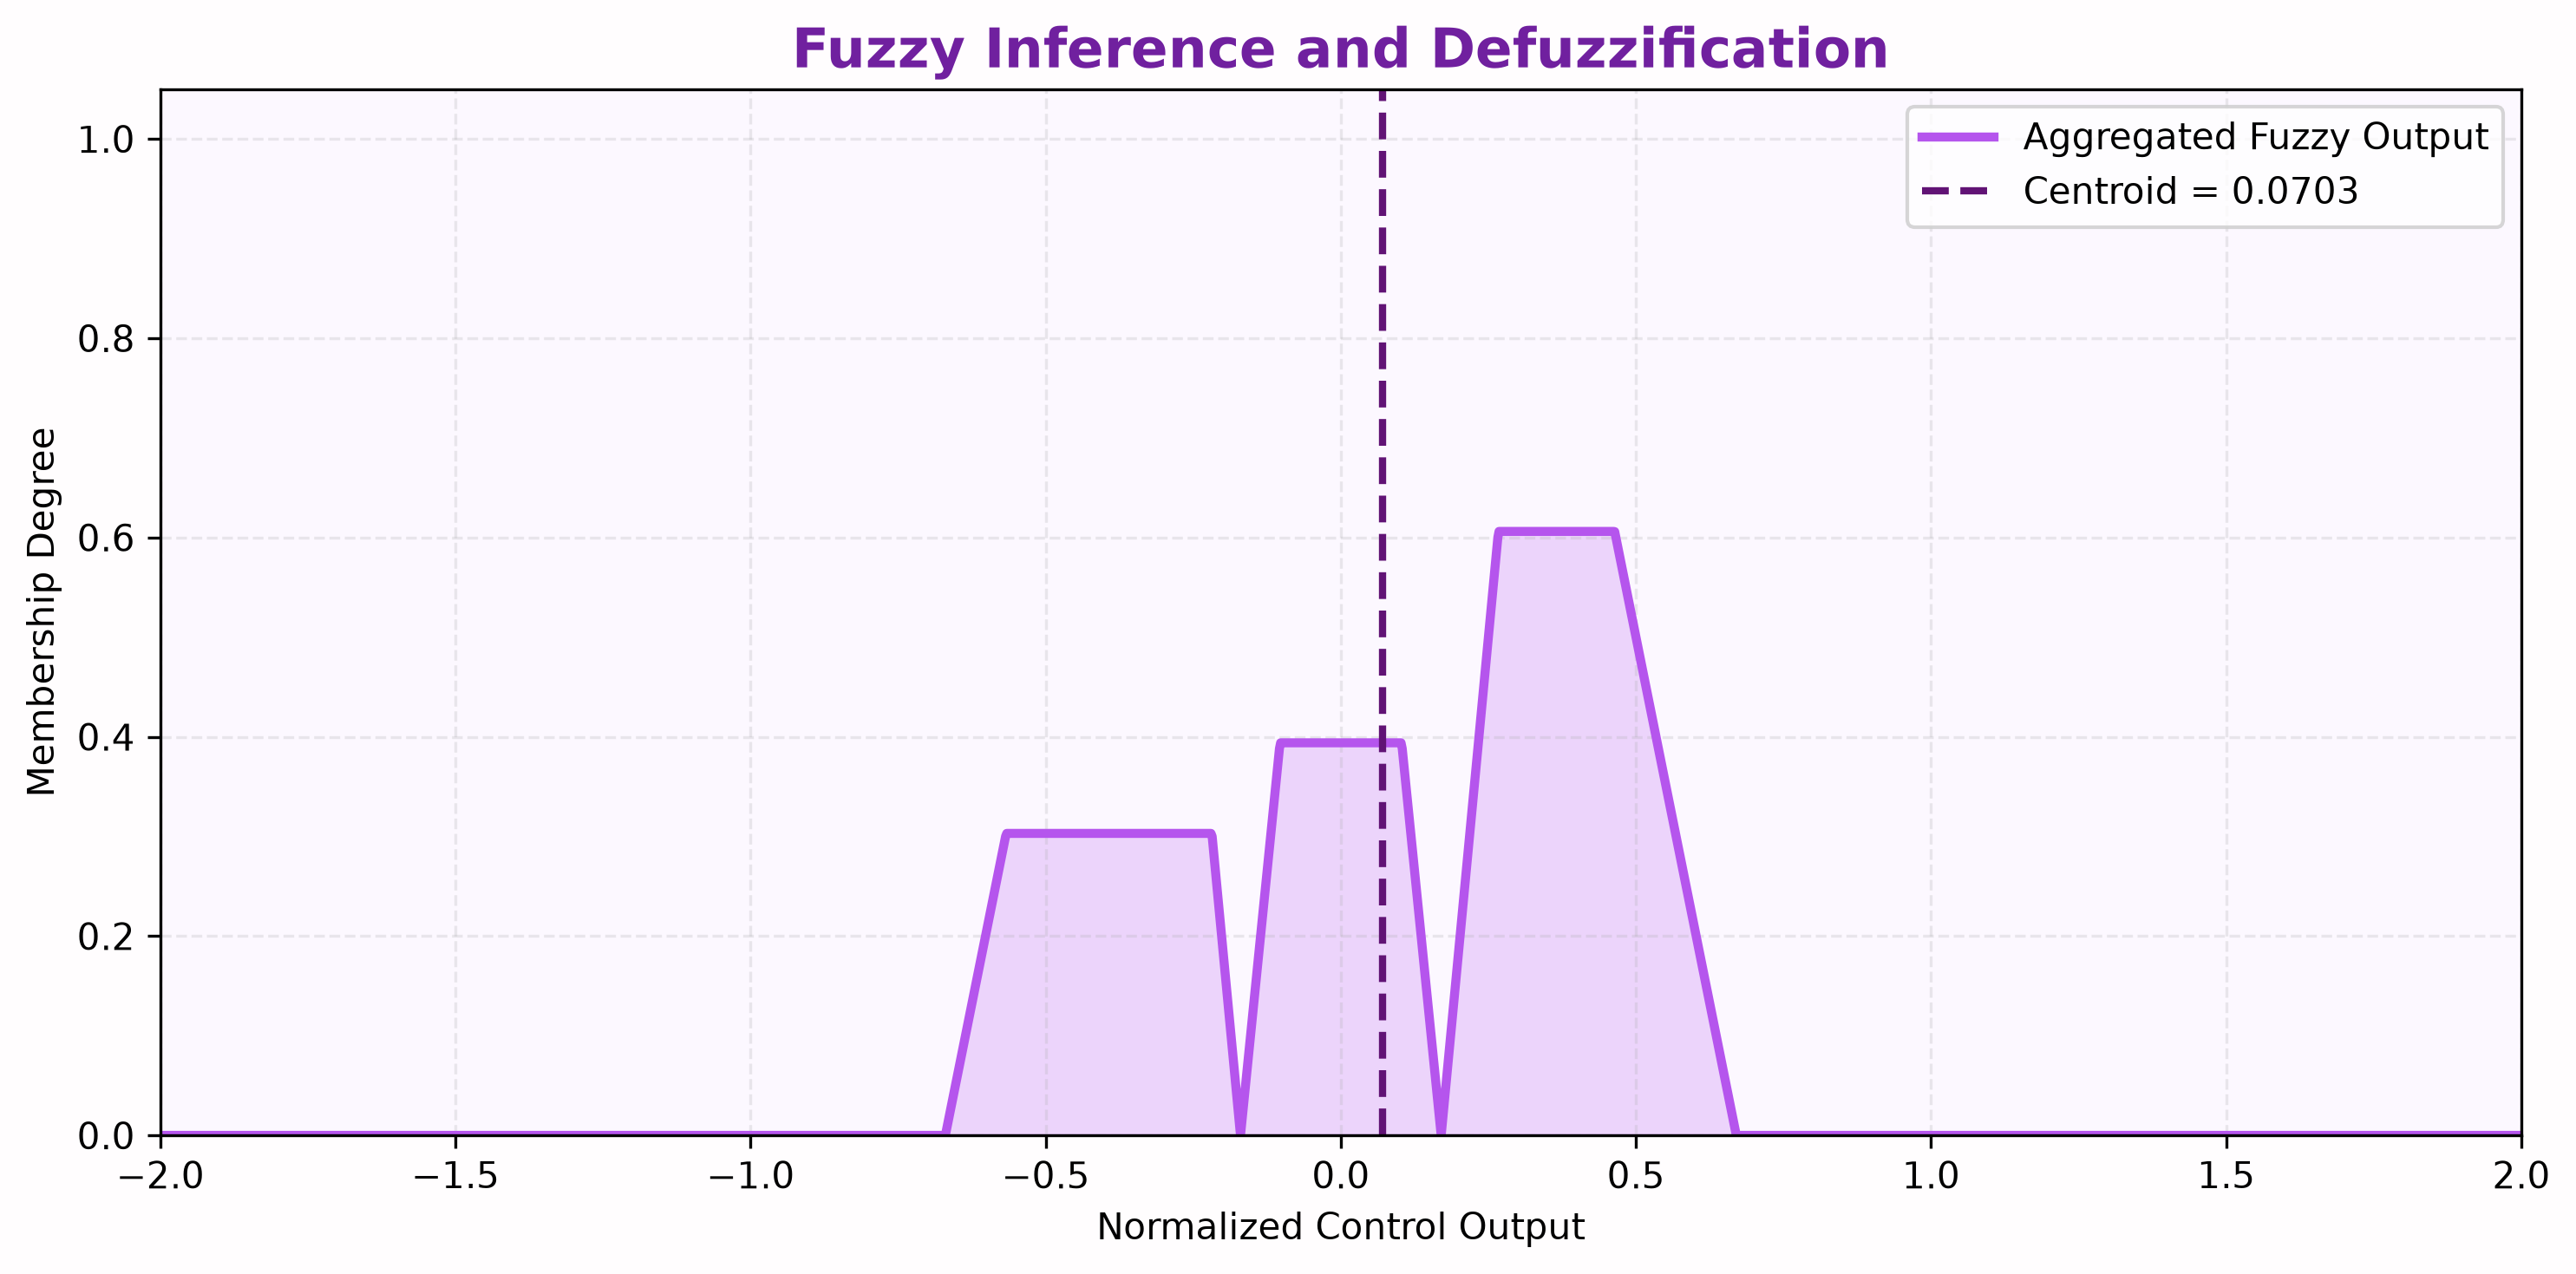 Fuzzy Inference and Defuzzification
Aggregated Fuzzy Output
Centroid = 0.0703
Membership Degree
1.0
0.8
0.6
0.4
0.2
0.0
−2.0 −1.5 −1.0 −0.5 0.0 0.5 1.0 1.5 2.0
Normalized Control Output